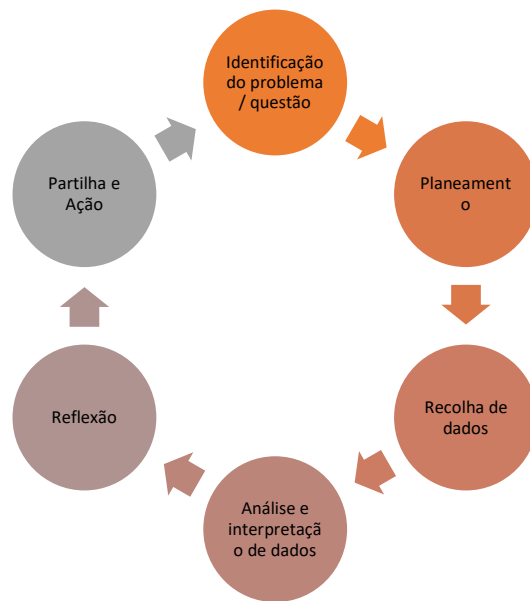 Identificação
do problema
/ questão
Planeament
o
Recolha de
dados
Análise e
interpretaçã
o de dados
Reflexão
Partilha e
Ação